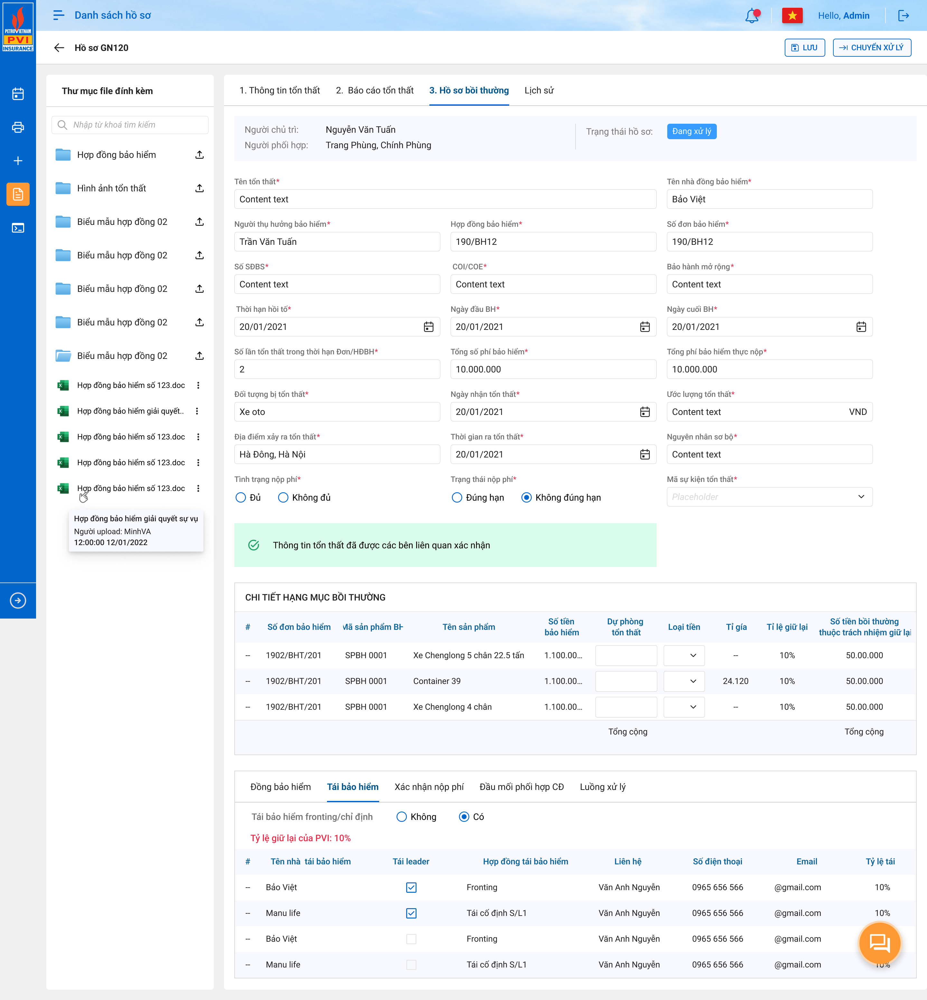 PETROVIETNAM
PVI
INSURANCE
Danh sách hồ sơ
Hello, Admin
Hồ sơ GN120
LƯU
CHUYỂN XỬ LÝ
Thư mục file đính kèm
Nhập từ khoá tìm kiếm
Hợp đồng bảo hiểm
Hình ảnh tổn thất
Biểu mẫu hợp đồng 02
Biểu mẫu hợp đồng 02
Biểu mẫu hợp đồng 02
Biểu mẫu hợp đồng 02
Biểu mẫu hợp đồng 02
Hợp đồng bảo hiểm số 123.doc
Hợp đồng bảo hiểm giải quyết..
Hợp đồng bảo hiểm số 123.doc
Hợp đồng bảo hiểm số 123.doc
Hợp đồng bảo hiểm số 123.doc
Hợp đồng bảo hiểm giải quyết sự vụ
Người upload: MinhVA
12:00:00 12/01/2022
1. Thông tin tổn thất 2. Báo cáo tổn thất 3. Hồ sơ bồi thường Lịch sử
Người chủ trì: Nguyễn Văn Tuấn Trạng thái hồ sơ: Đang xử lý
Người phối hợp: Trang Phùng, Chính Phùng
Tên tổn thất* Tên nhà đồng bảo hiểm*
Content text Bảo Việt
Người thụ hưởng bảo hiểm* Hợp đồng bảo hiểm* Số đơn bảo hiểm*
Trần Văn Tuấn 190/BH12 190/BH12
Số SĐBS* COI/COE* Bảo hành mở rộng*
Content text Content text Content text
Thời hạn hồi tố* Ngày đầu BH* Ngày cuối BH*
20/01/2021 20/01/2021 20/01/2021
Số lần tổn thất trong thời hạn Đơn/HĐBH* Tổng số phí bảo hiểm* Tổng phí bảo hiểm thực nộp*
2 10.000.000 10.000.000
Đối tượng bị tổn thất* Ngày nhận tổn thất* Ước lượng tổn thất*
Xe oto 20/01/2021 Content text VND
Địa điểm xảy ra tổn thất* Thời gian ra tổn thất* Nguyên nhân sơ bộ*
Hà Đông, Hà Nội 20/01/2021 Content text
Tình trạng nộp phí* Trạng thái nộp phí* Mã sự kiện tổn thất*
Đủ Không đủ Đúng hạn Không đúng hạn Placeholder
Thông tin tổn thất đã được các bên liên quan xác nhận
CHI TIẾT HẠNG MỤC BỒI THƯỜNG
# Số đơn bảo hiểm Mã sản phẩm BH Tên sản phẩm Số tiền bảo hiểm Dự phòng tổn thất Loại tiền Tỉ gía Tỉ lệ giữ lại Số tiền bồi thường thuộc trách nhiệm giữ lại
-- 1902/BHT/201 SPBH 0001 Xe Chenglong 5 chân 22.5 tấn 1.100.00... -- 10% 50.00.000
-- 1902/BHT/201 SPBH 0001 Container 39 1.100.00... 24.120 10% 50.00.000
-- 1902/BHT/201 SPBH 0001 Xe Chenglong 4 chân 1.100.00... -- 10% 50.00.000
Tổng cộng Tổng cộng
Đồng bảo hiểm Tái bảo hiểm Xác nhận nộp phí Đầu mối phối hợp CĐ Luồng xử lý
Tái bảo hiểm fronting/chỉ định Không Có
Tỷ lệ giữ lại của PVI: 10%
# Tên nhà tái bảo hiểm Tái leader Hợp đồng tái bảo hiểm Liên hệ Số điện thoại Email Tỷ lệ tái
-- Bảo Việt Fronting Văn Anh Nguyễn 0965 656 566 @gmail.com 10%
-- Manu life Tái cố định S/L1 Văn Anh Nguyễn 0965 656 566 @gmail.com 10%
-- Bảo Việt Fronting Văn Anh Nguyễn 0965 656 566 @gmail.com
-- Manu life Tái cố định S/L1 Văn Anh Nguyễn 0965 656 566 @gmail.com 10%